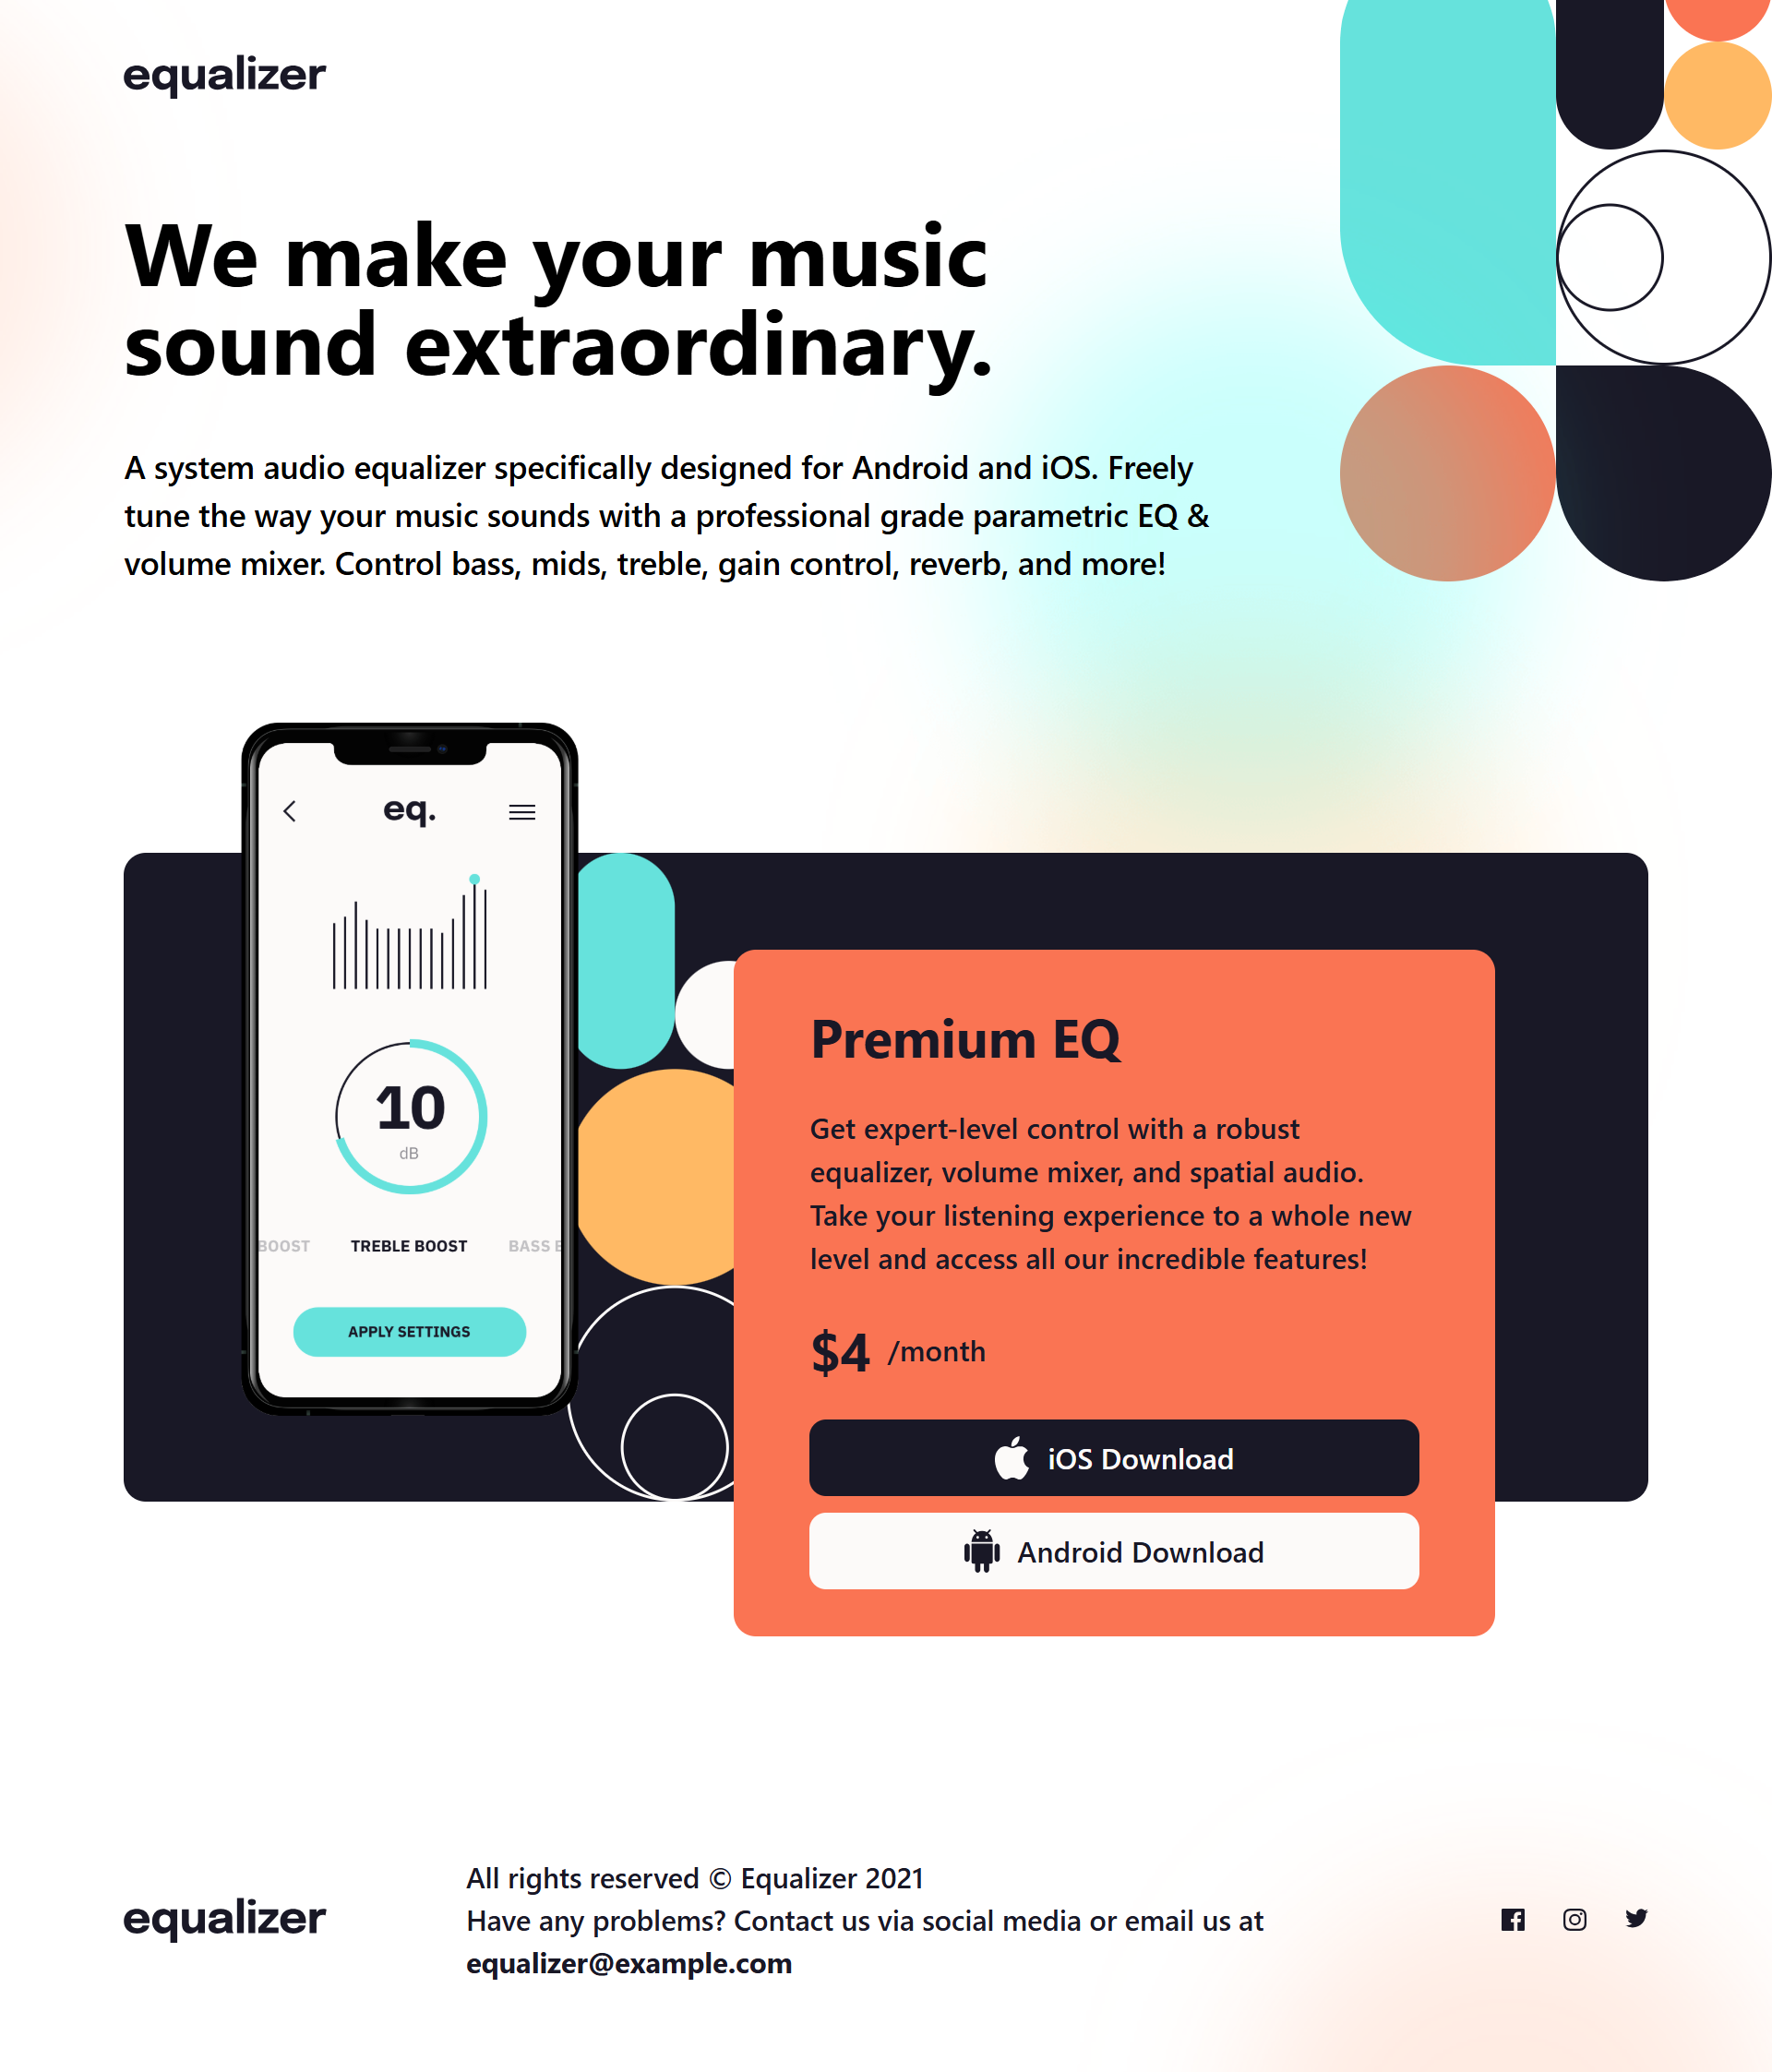 equalizer
We make your music
sound extraordinary.
A system audio equalizer specifically designed for Android and iOS. Freely
tune the way your music sounds with a professional grade parametric EQ &
volume mixer. Control bass, mids, treble, gain control, reverb, and more!
eq.
10
dB
BOOST TREBLE BOOST BASS
APPLY SETTINGS
Premium EQ
Get expert-level control with a robust
equalizer, volume mixer, and spatial audio.
Take your listening experience to a whole new
level and access all our incredible features!
$4 /month
iOS Download
Android Download
equalizer
All rights reserved © Equalizer 2021
Have any problems? Contact us via social media or email us at
equalizer@example.com